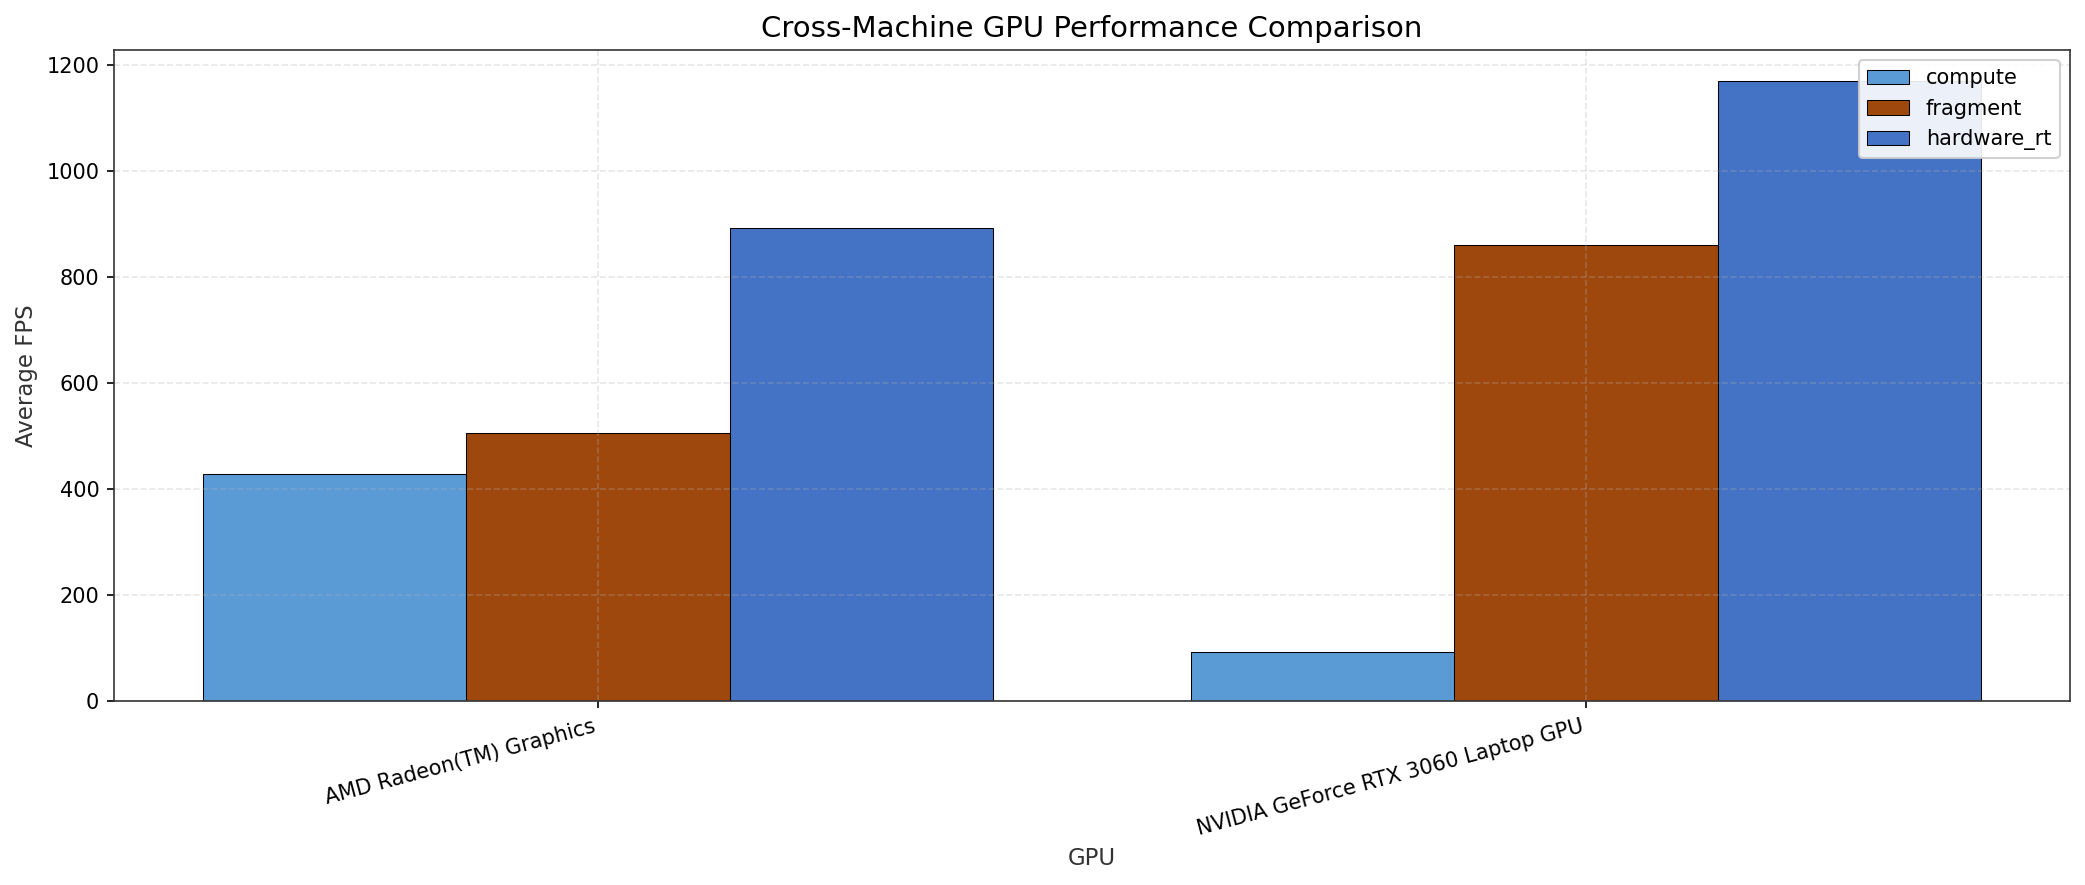 Cross-Machine GPU Performance Comparison
1200
1000
800
600
400
200
0
Average FPS
compute
fragment
hardware_rt
AMD Radeon(TM) Graphics
NVIDIA GeForce RTX 3060 Laptop GPU
GPU